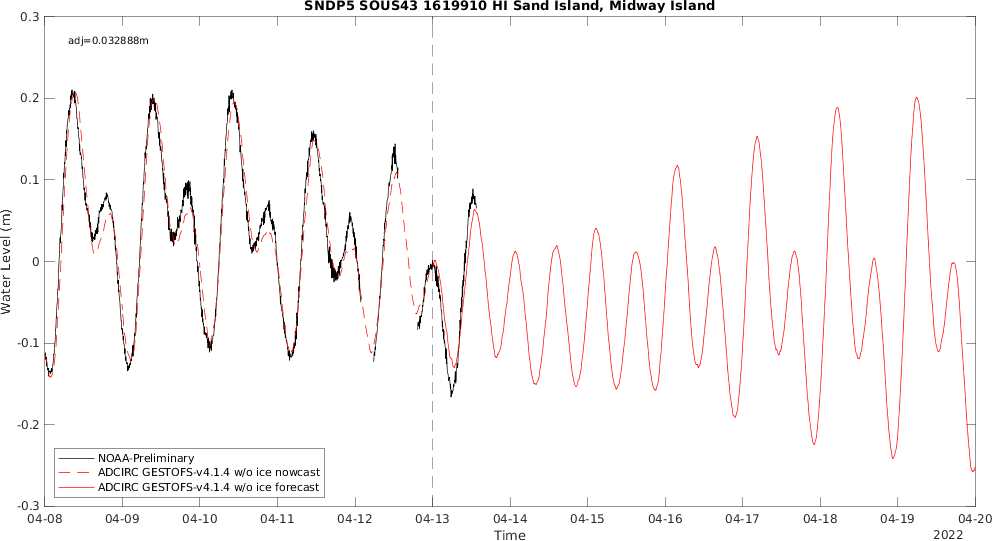 SNDP5 SOUS43 1619910 HI Sand Island, Midway Island
adj=0.032888m
0.3
0.2
0.1
0
-0.1
-0.2
-0.3
Water Level (m)
NOAA-Preliminary
ADCIRC GESTOFS-v4.1.4 w/o ice nowcast
ADCIRC GESTOFS-v4.1.4 w/o ice forecast
04-08 04-09 04-10 04-11 04-12 04-13 04-14 04-15 04-16 04-17 04-18 04-19 04-20
Time
2022